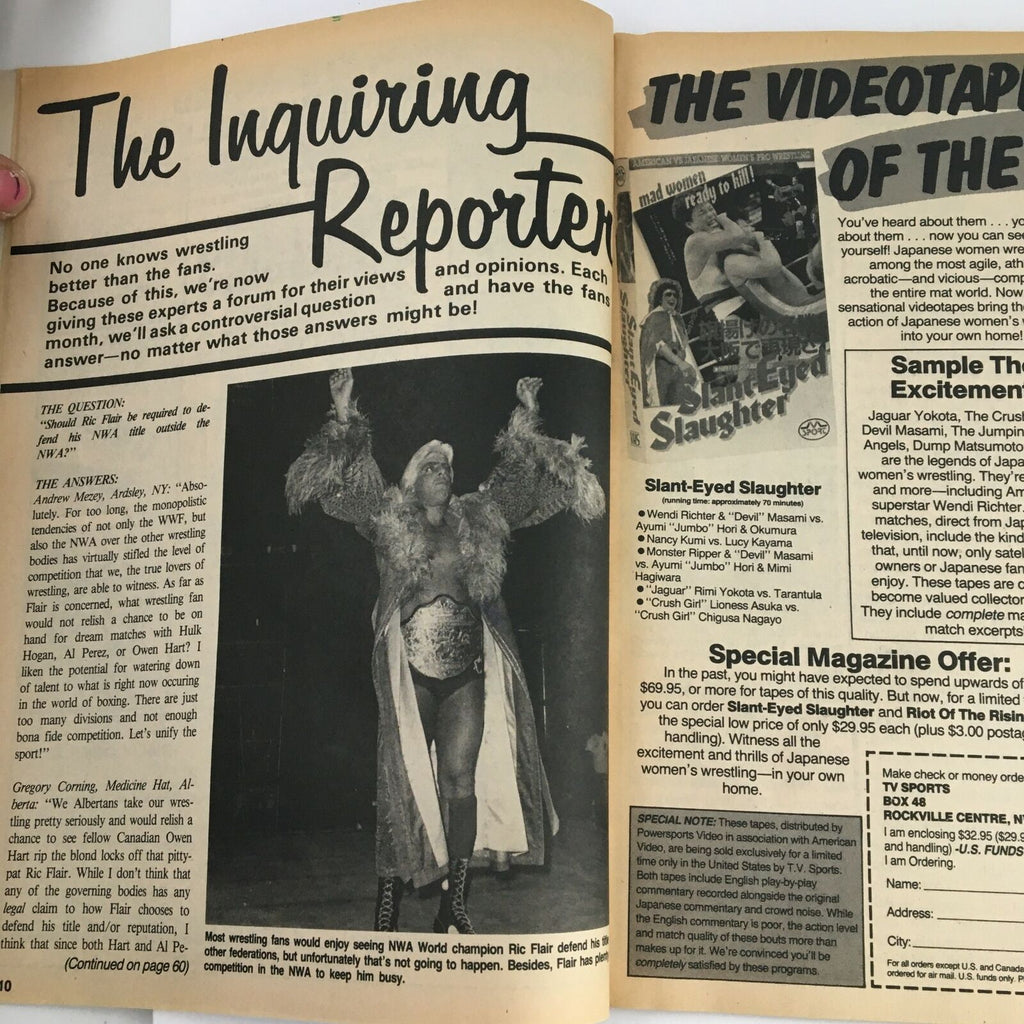 The Inquiring
Reporter
No one knows wrestling
better than the fans.
Because of this, we're now
giving these experts a forum for their views and opinions. Each
month, we'll ask a controversial question and have the fans
answer—no matter what those answers might be!
THE QUESTION:
"Should Ric Flair be required to de-
fend his NWA title outside the
NWA?"
THE ANSWERS:
Andrew Mezey, Ardsley, NY: "Abso-
lutely. For too long, the monopolistic
tendencies of not only the WWF, but
also the NWA over the other wrestling
bodies has virtually stifled the level of
competition that we, the true lovers of
wrestling, are able to witness. As far as
Flair is concerned, what wrestling fan
would not relish a chance to be on
hand for dream matches with Hulk
Hogan, Al Perez, or Owen Hart? I
liken the potential for watering down
of talent to what is right now occuring
in the world of boxing. There are just
too many divisions and not enough
bona fide competition. Let's unify the
sport!"
Gregory Corning, Medicine Hat, Al-
berta: "We Albertans take our wres-
tling pretty seriously and would relish a
chance to see fellow Canadian Owen
Hart rip the blond locks off that pitty-
pat Ric Flair. While I don't think that
any of the governing bodies has any
legal claim to how Flair chooses to
defend his title and/or reputation, I
think that since both Hart and Al Pe-
(Continued on page 60)
10
Most wrestling fans would enjoy seeing NWA World champion Ric Flair defend his
other federations, but unfortunately that's not going to happen. Besides, Flair has
competition in the NWA to keep him busy.
THE VIDEOTAP
OF THE
AMERICAN VS JAPANESE WOMEN'S PRO WRESTLING
mad women
ready to kill!
Slant-Eyed
Slaughter
VHS
You've heard about them . . .
about them . . . now you can see
yourself! Japanese women wre
among the most agile, ath
acrobatic—and vicious—comp
the entire mat world. Now
sensational videotapes bring the
action of Japanese women's
into your own home!
Slant-Eyed Slaughter
(running time: approximately 70 minutes)
● Wendi Richter & "Devil" Masami vs.
Ayumi "Jumbo" Hori & Okumura
● Nancy Kumi vs. Lucy Kayama
● Monster Ripper & "Devil" Masami
vs. Ayumi "Jumbo" Hori & Mimi
Hagiwara
● "Jaguar" Rimi Yokota vs. Tarantula
● "Crush Girl" Lioness Asuka vs.
"Crush Girl" Chigusa Nagayo
Sample The
Excitemen
Jaguar Yokota, The Crus
Devil Masami, The Jumpin
Angels, Dump Matsumoto
are the legends of Japa
women's wrestling. They're
and more—including Am
superstar Wendi Richter.
matches, direct from Jap
television, include the kind
that, until now, only satel
owners or Japanese fan
enjoy. These tapes are
become valued collector
They include complete ma
match excerpts
Special Magazine Offer:
In the past, you might have expected to spend upwards of
$69.95, or more for tapes of this quality. But now, for a limited
you can order Slant-Eyed Slaughter and Riot Of The Risin
the special low price of only $29.95 each (plus $3.00 postag
handling). Witness all the
excitement and thrills of Japanese
women's wrestling—in your own
home.
SPECIAL NOTE: These tapes, distributed by
Powersports Video in association with American
Video, are being sold exclusively for a limited
time only in the United States by T.V. Sports.
Both tapes include English play-by-play
commentary recorded alongside the original
Japanese commentary and crowd noise. While
the English commentary is poor, the action level
and match quality of these bouts more than
makes up for it. We're convinced you'll be
completely satisfied by these programs.
Make check or money orde
TV SPORTS
BOX 48
ROCKVILLE CENTRE, N
I am enclosing $32.95 ($29.9
and handling) -U.S. FUNDS
I am Ordering.
Name:
Address:
City:
For all orders except U.S. and Canada
ordered for air mail. U.S. funds only.